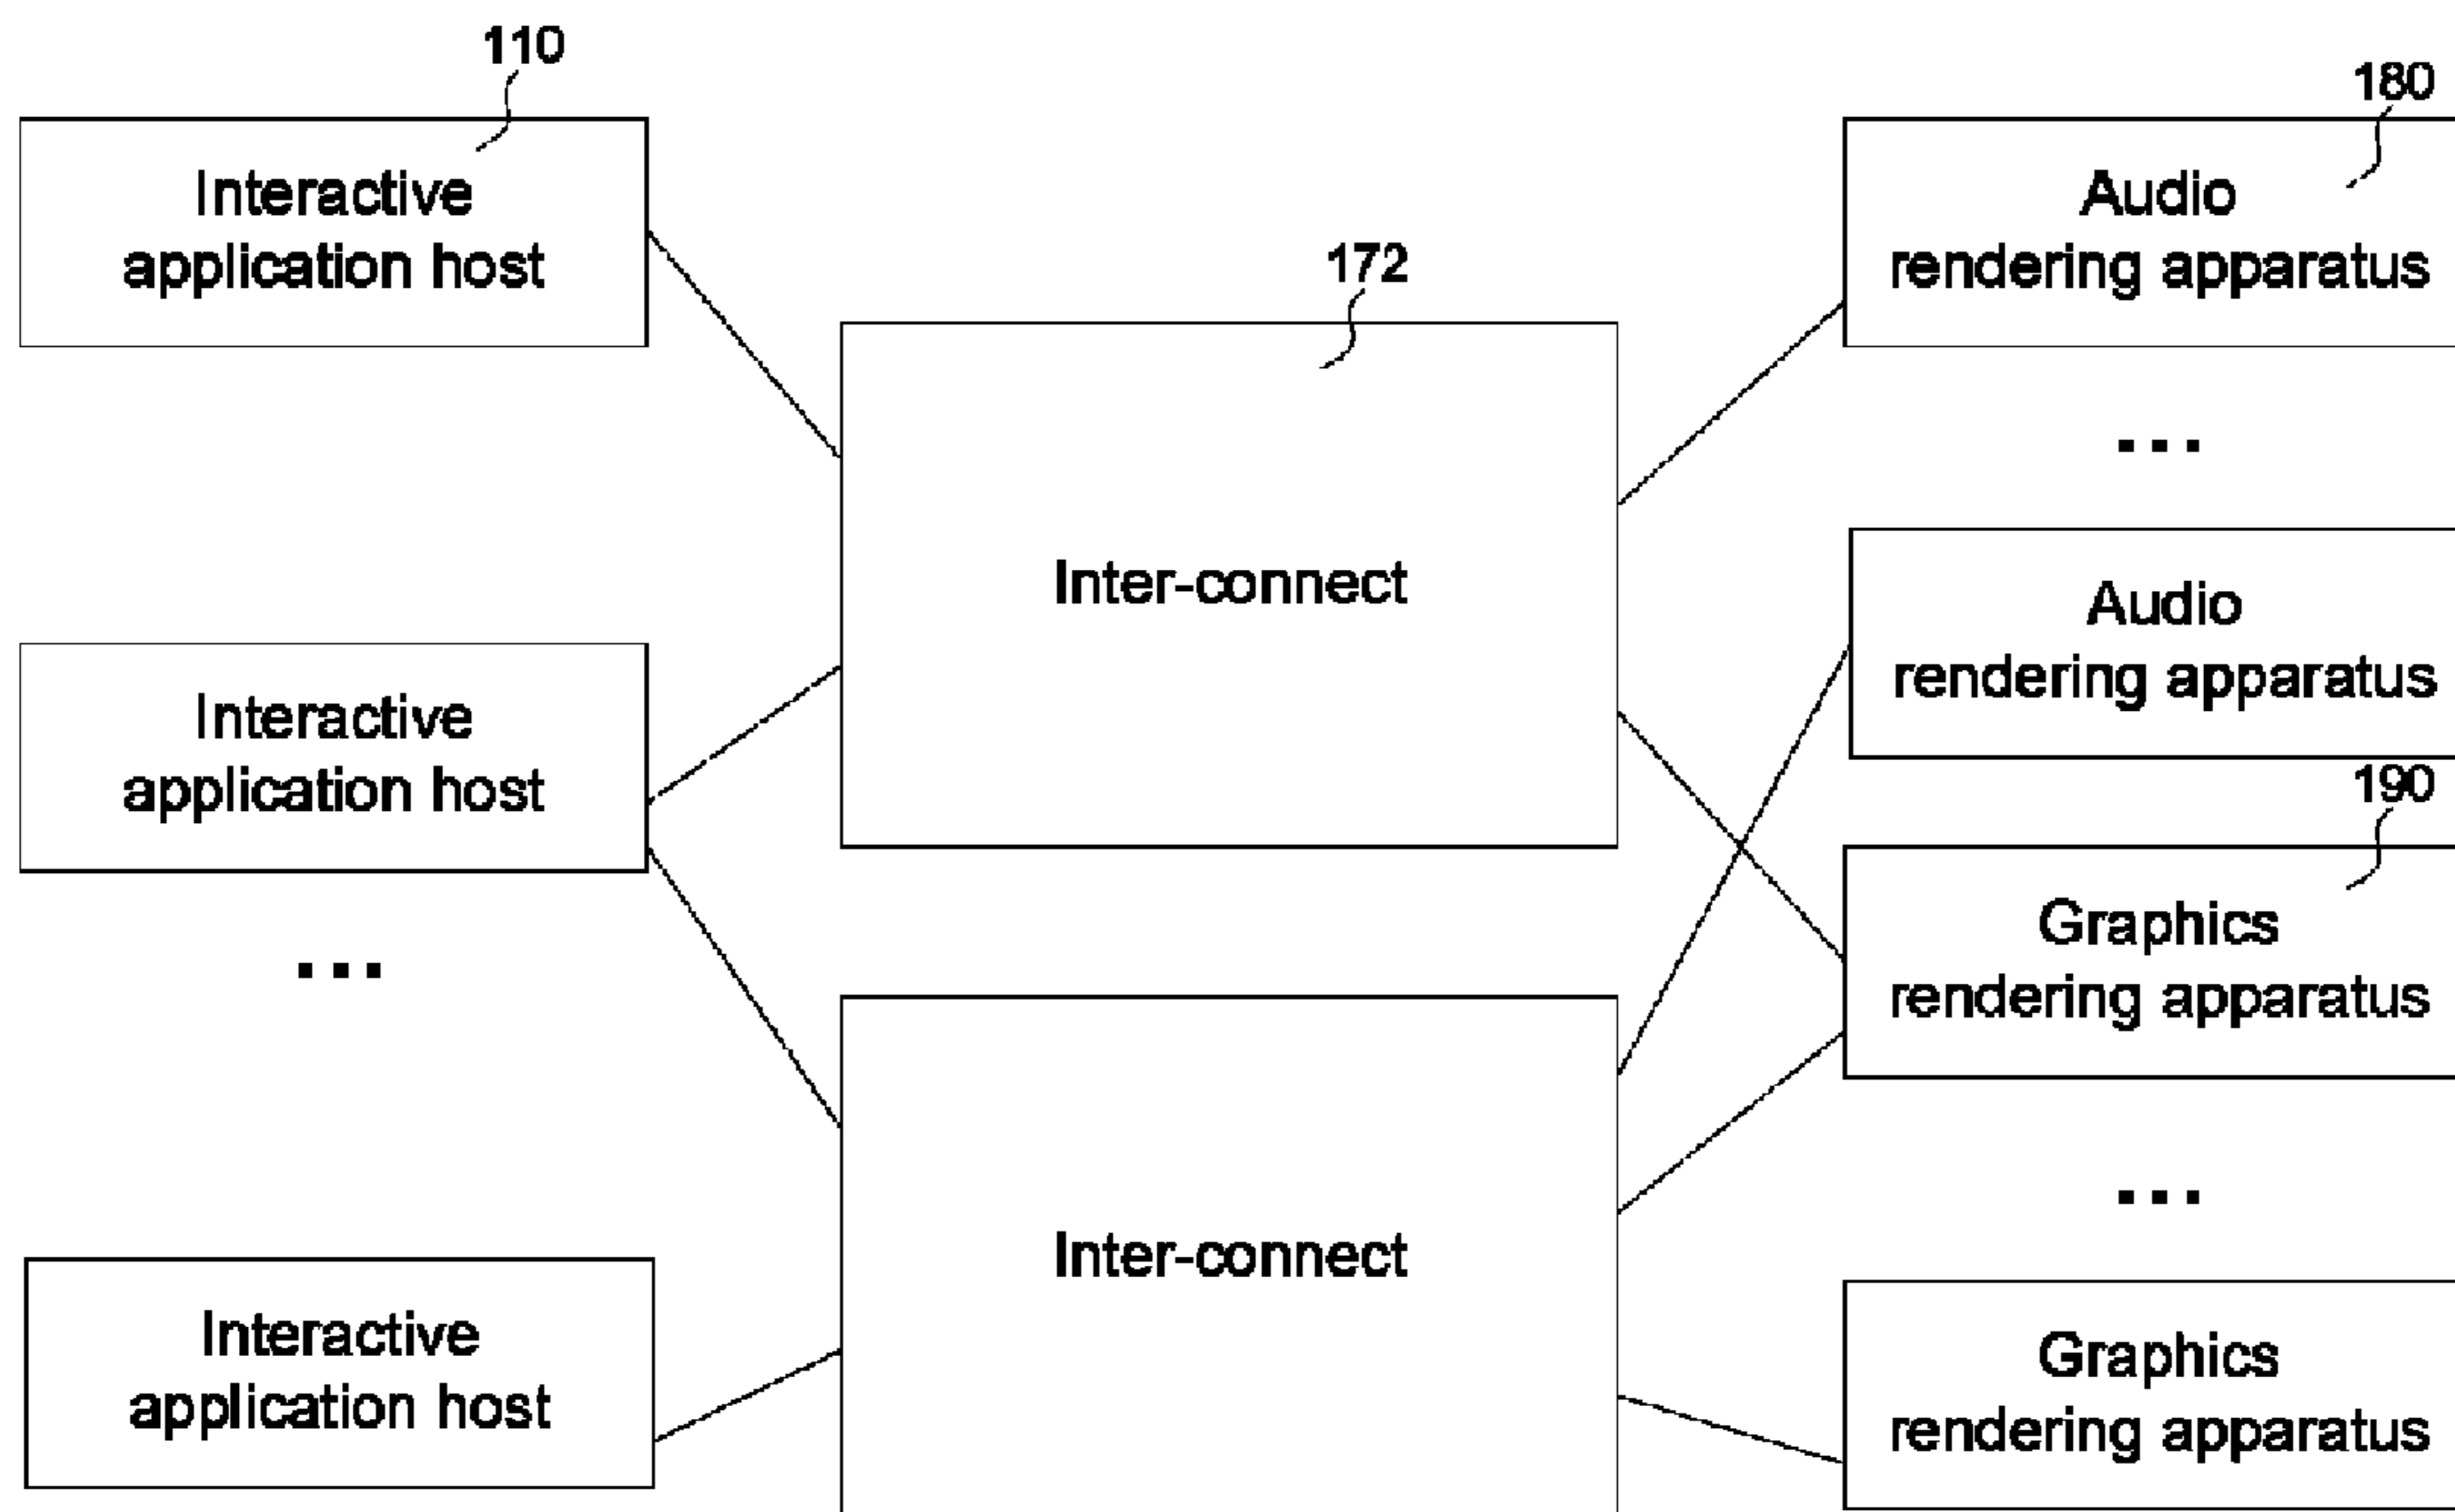 110
Interactive
application host
Interactive
application host
...
Interactive
application host
172
Inter-connect
Inter-connect
180
Audio
rendering apparatus
...
Audio
rendering apparatus
190
Graphics
rendering apparatus
...
Graphics
rendering apparatus